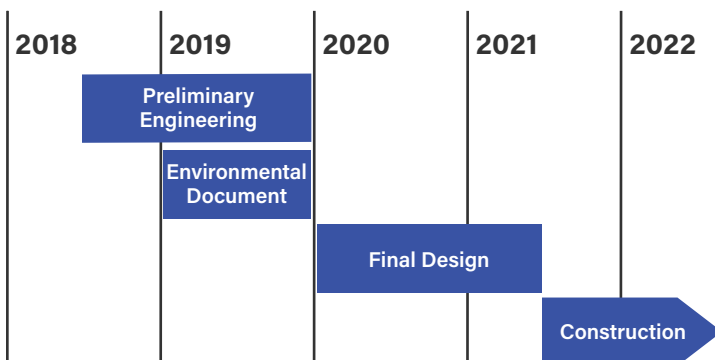 2018
2019
2020
2021
2022
Preliminary
Engineering
Environmental
Document
Final Design
Construction